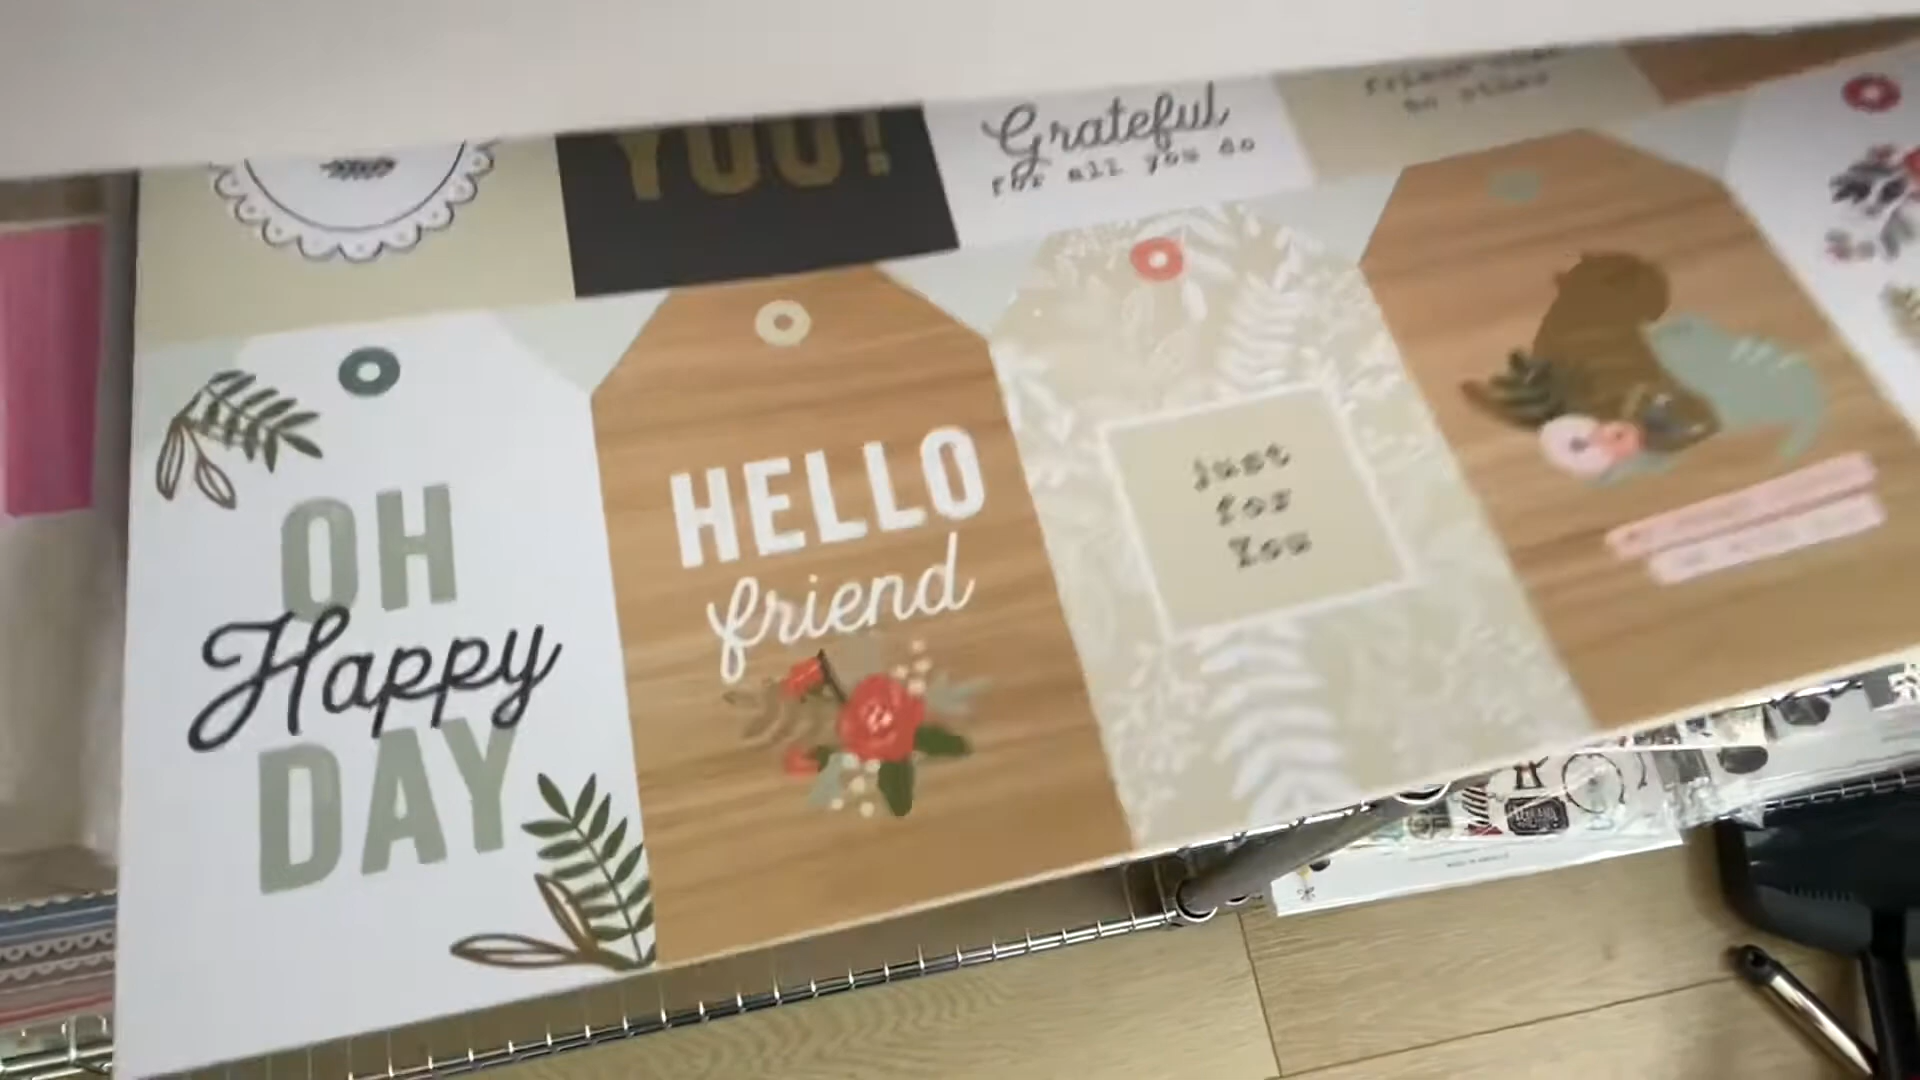 YOU!
Grateful
for all you do
OH
Happy
DAY
HELLO
friend
just
for
you